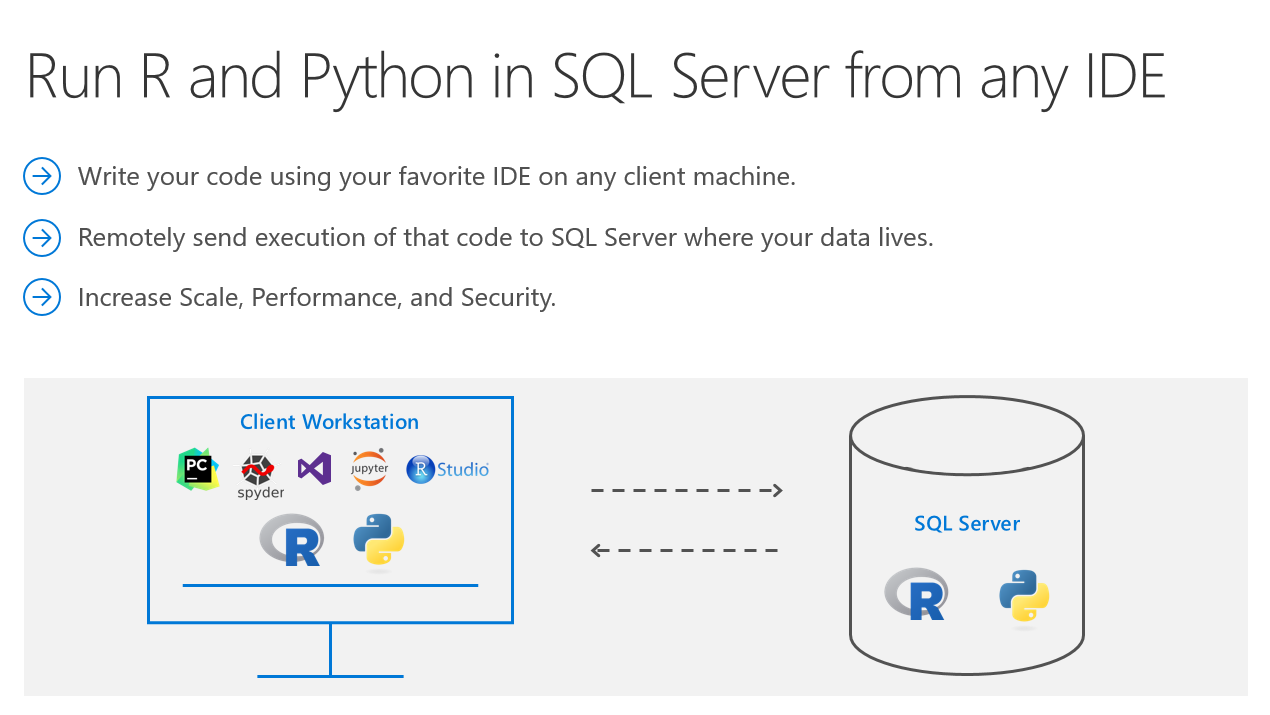 Run R and Python in SQL Server from any IDE
Write your code using your favorite IDE on any client machine.
Remotely send execution of that code to SQL Server where your data lives.
Increase Scale, Performance, and Security.
Client Workstation
PC
spyder
jupyter
R Studio
R
SQL Server
R